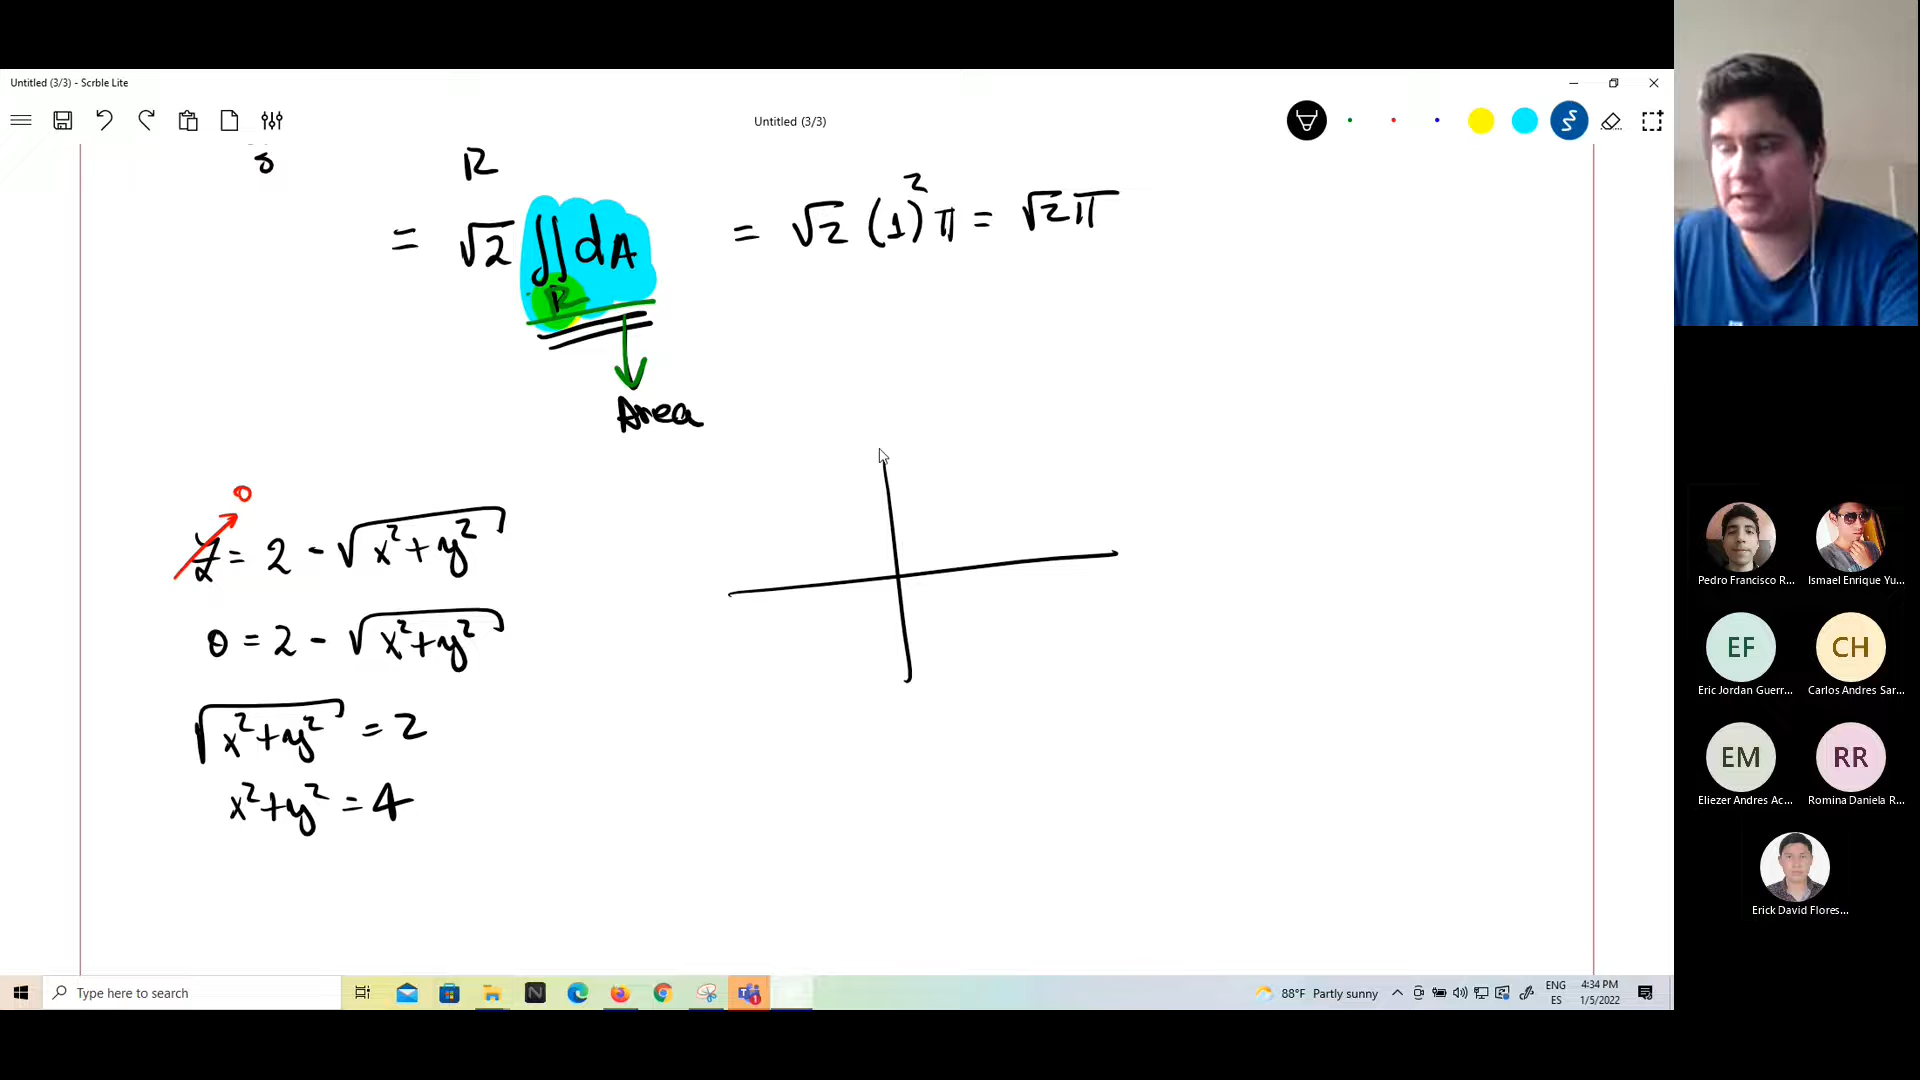 Untitled (3/3) - Scrble Lite
Untitled (3/3)
s
R
= √2 ∬ dA = √2 (1)² π = √2 π
R
Area
0
z = 2 - √x²+y²
0 = 2 - √x²+y²
√x²+y² = 2
x²+y² = 4
Pedro Francisco R...
Ismael Enrique Yu...
EF
CH
Eric Jordan Guerr...
Carlos Andres Sar...
EM
RR
Eliezer Andres Ac...
Romina Daniela R...
Erick David Flores...
Type here to search
88°F Partly sunny
ENG
ES
4:34 PM
1/5/2022